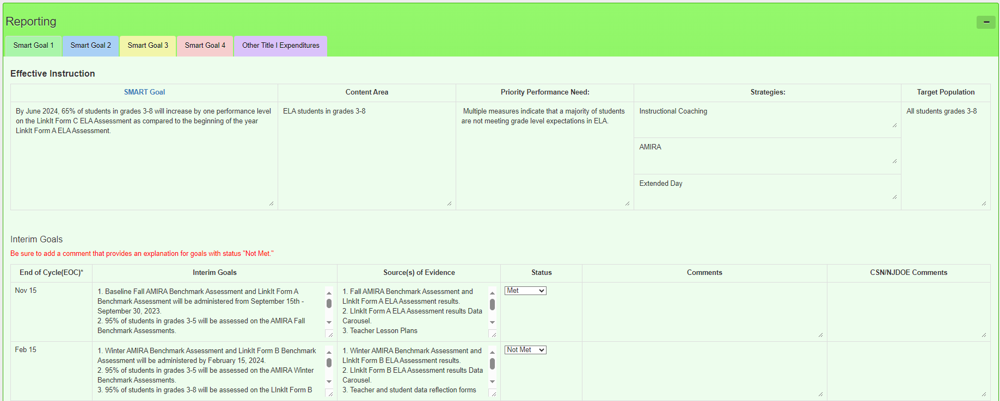 Reporting
Smart Goal 1
Smart Goal 2
Smart Goal 3
Smart Goal 4
Other Title I Expenditures
Effective Instruction
SMART Goal
Content Area
Priority Performance Need:
Strategies:
Target Population
By June 2024, 65% of students in grades 3-8 will increase by one performance level
on the LinkIt Form C ELA Assessment as compared to the beginning of the year
LinkIt Form A ELA Assessment.
ELA students in grades 3-8
Multiple measures indicate that a majority of students
are not meeting grade level expectations in ELA.
Instructional Coaching
AMIRA
Extended Day
All students grades 3-8
Interim Goals
Be sure to add a comment that provides an explanation for goals with status "Not Met."
End of Cycle(EOC)*
Interim Goals
Source(s) of Evidence
Status
Comments
CSN/NJDOE Comments
Nov 15
1. Baseline Fall AMIRA Benchmark Assessment and LinkIt Form A
Benchmark Assessment will be administered from September 15th -
September 30, 2023.
2. 95% of students in grades 3-5 will be assessed on the AMIRA Fall
Benchmark Assessments.
1. Fall AMIRA Benchmark Assessment and
LInkIt Form A ELA Assessment results.
2. LInkIt Form A ELA Assessment results Data
Carousel.
3. Teacher Lesson Plans
Met
Feb 15
1. Winter AMIRA Benchmark Assessment and LinkIt Form B Benchmark
Assessment will be administered by February 15, 2024.
2. 95% of students in grades 3-5 will be assessed on the AMIRA Winter
Benchmark Assessments.
3. 95% of students in grades 3-8 will be assessed on the LInkIt Form B
1. Winter AMIRA Benchmark Assessment and
LInkIt Form B ELA Assessment results.
2. LInkIt Form B ELA Assessment results Data
Carousel.
3. Teacher and student data reflection forms
Not Met